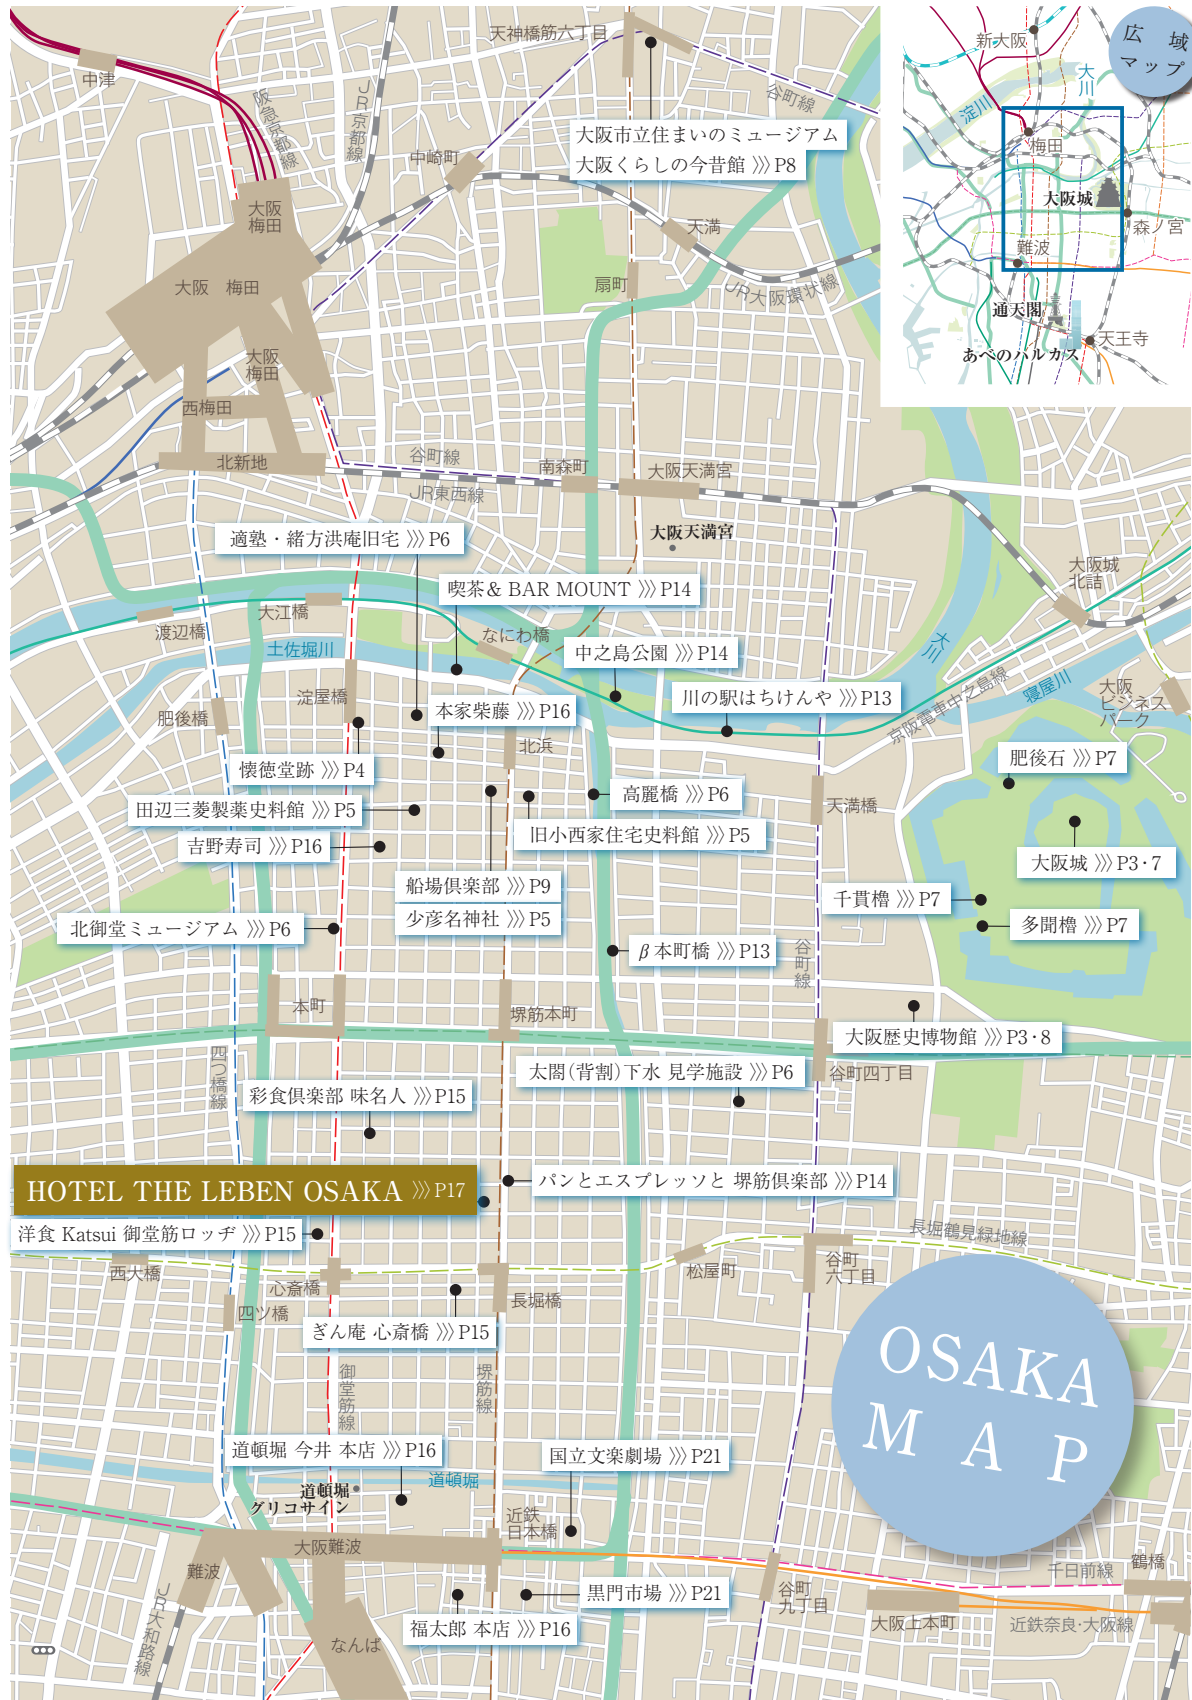 天神橋筋六丁目
中津
阪急京都線
JR京都線
谷町線
大阪市立住まいのミュージアム
大阪くらしの今昔館 》》P8
中崎町
大阪
梅田
天満
扇町
JR大阪環状線
大阪　梅田
大阪
梅田
西梅田
北新地
広域
マップ
新大阪
大川
淀川
梅田
大阪城
森ノ宮
難波
通天閣
天王寺
あべのハルカス
谷町線
JR東西線
南森町
大阪天満宮
大阪天満宮
適塾・緒方洪庵旧宅 》》P6
喫茶& BAR MOUNT 》》P14
大阪城
北詰
大江橋
渡辺橋
なにわ橋
土佐堀川
中之島公園 》》P14
大川
川の駅はちけんや 》》P13
京阪電車中之島線
寝屋川
大阪
ビジネス
パーク
淀屋橋
肥後橋
本家柴藤 》》P16
北浜
懐徳堂跡 》》P4
肥後石 》》P7
高麗橋 》》P6
天満橋
田辺三菱製薬史料館 》》P5
旧小西家住宅史料館 》》P5
吉野寿司 》》P16
大阪城 》》P3・7
船場倶楽部 》》P9
少彦名神社 》》P5
千貫櫓 》》P7
多聞櫓 》》P7
北御堂ミュージアム 》》P6
β本町橋 》》P13
谷町線
本町
堺筋本町
大阪歴史博物館 》》P3・8
四つ橋線
太閤(背割)下水 見学施設 》》P6
谷町四丁目
彩食倶楽部 味名人 》》P15
HOTEL THE LEBEN OSAKA 》》P17
パンとエスプレッソと 堺筋倶楽部 》》P14
洋食 Katsui 御堂筋ロッヂ 》》P15
長堀鶴見緑地線
西大橋
心斎橋
松屋町
谷町
六丁目
四ツ橋
長堀橋
ぎん庵 心斎橋 》》P15
OSAKA
MAP
御堂筋線
堺筋線
道頓堀 今井 本店 》》P16
国立文楽劇場 》》P21
道頓堀
道頓堀
グリコサイン
近鉄
日本橋
大阪難波
難波
JR大和路線
千日前線
鶴橋
黒門市場 》》P21
谷町
九丁目
福太郎 本店 》》P16
大阪上本町
近鉄奈良・大阪線
なんば